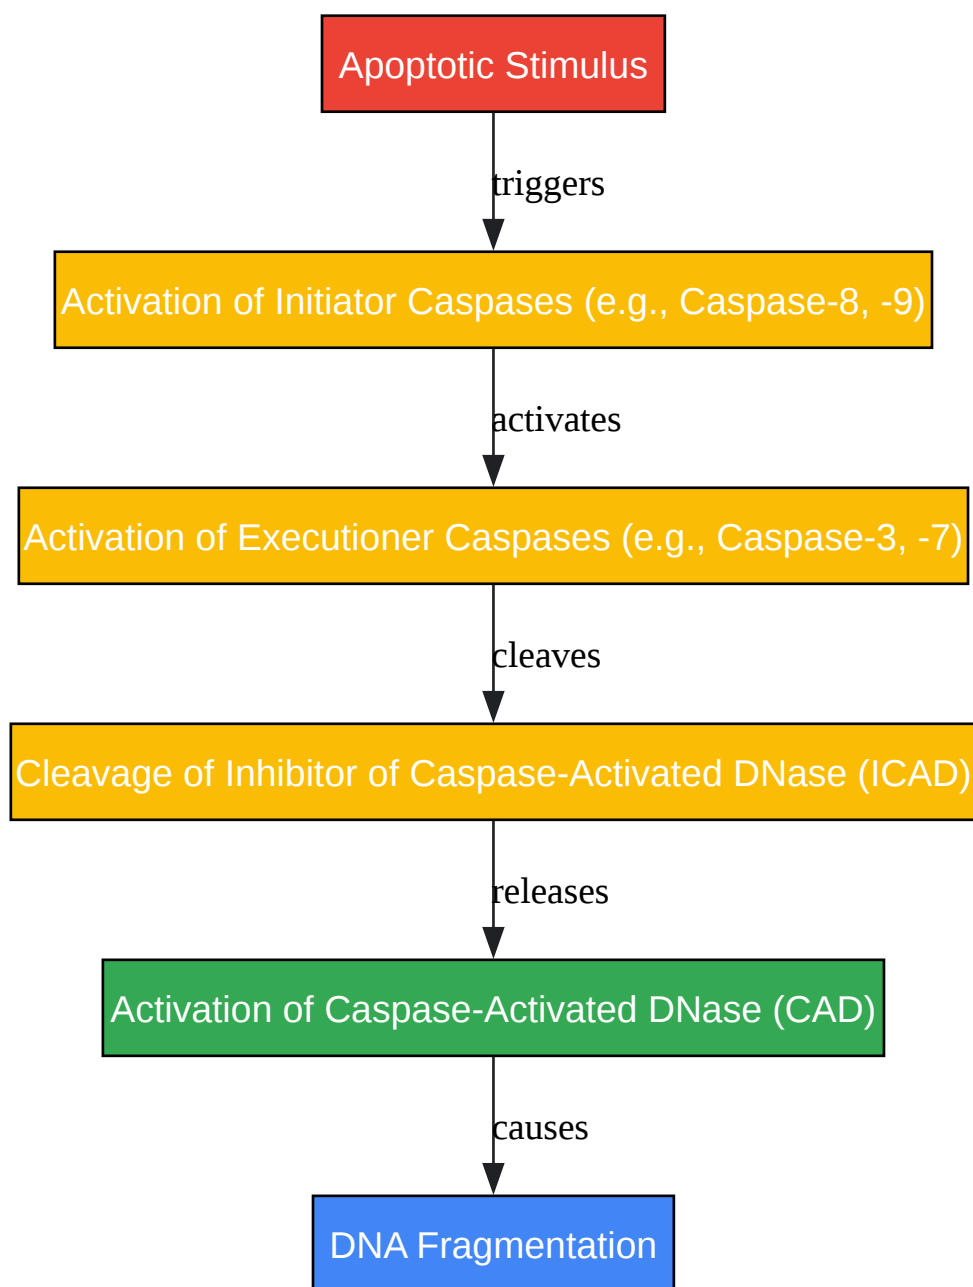 Apoptotic Stimulus
triggers
Activation of Initiator Caspases (e.g., Caspase-8, -9)
activates
Activation of Executioner Caspases (e.g., Caspase-3, -7)
cleaves
Cleavage of Inhibitor of Caspase-Activated DNase (ICAD)
releases
Activation of Caspase-Activated DNase (CAD)
causes
DNA Fragmentation